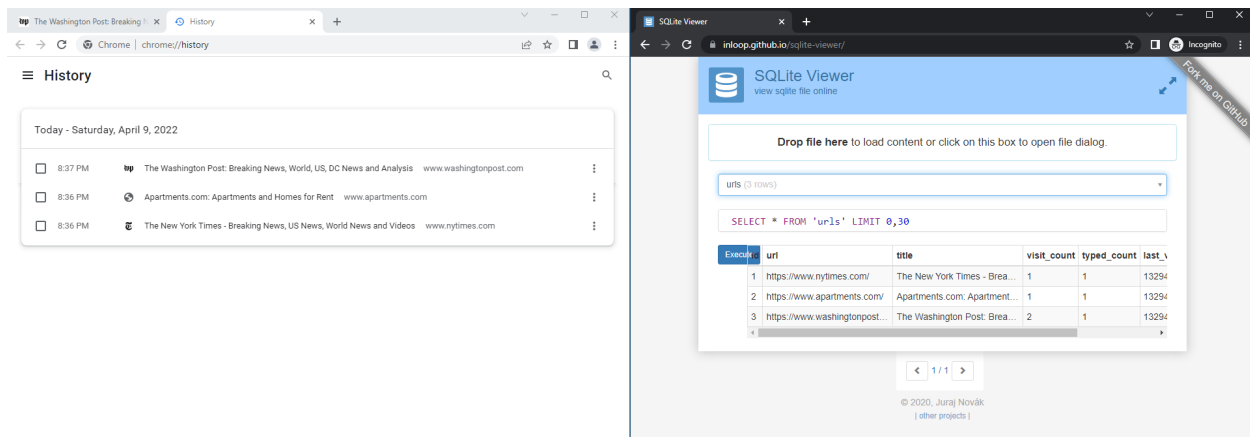 The Washington Post: Breaking N
History
Chrome | chrome://history
History
Today - Saturday, April 9, 2022
8:37 PM The Washington Post: Breaking News, World, US, DC News and Analysis www.washingtonpost.com
8:36 PM Apartments.com: Apartments and Homes for Rent www.apartments.com
8:36 PM The New York Times - Breaking News, US News, World News and Videos www.nytimes.com
SQLite Viewer
inloop.github.io/sqlite-viewer/
Incognito
SQLite Viewer
view sqlite file online
Fork me on GitHub
Drop file here to load content or click on this box to open file dialog.
urls (3 rows)
SELECT * FROM 'urls' LIMIT 0,30
Execute url title visit_count typed_count last_v
1 https://www.nytimes.com/ The New York Times - Brea... 1 1 13294
2 https://www.apartments.com/ Apartments.com: Apartment... 1 1 13294
3 https://www.washingtonpost... The Washington Post: Brea... 2 1 13294
1 / 1
© 2020, Juraj Novák
| other projects |